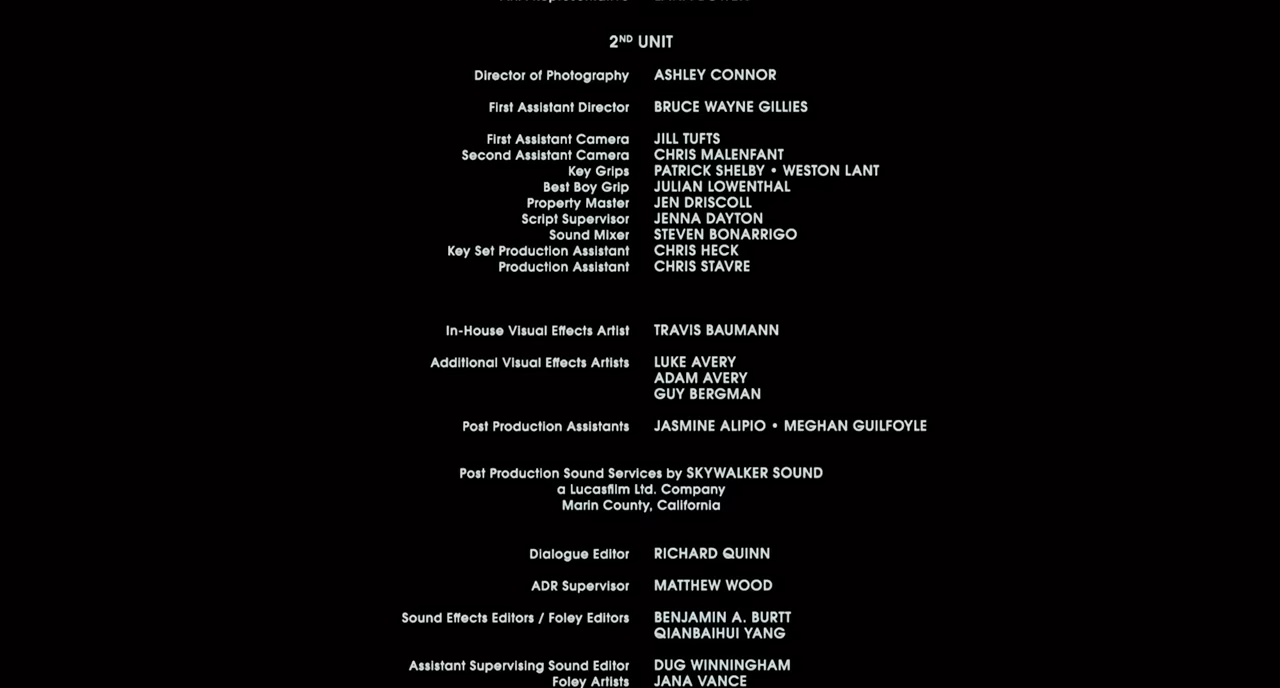 2ND UNIT
Director of Photography ASHLEY CONNOR
First Assistant Director BRUCE WAYNE GILLIES
First Assistant Camera JILL TUFTS
Second Assistant Camera CHRIS MALENFANT
Key Grips PATRICK SHELBY • WESTON LANT
Best Boy Grip JULIAN LOWENTHAL
Property Master JEN DRISCOLL
Script Supervisor JENNA DAYTON
Sound Mixer STEVEN BONARRIGO
Key Set Production Assistant CHRIS HECK
Production Assistant CHRIS STAVRE
In-House Visual Effects Artist TRAVIS BAUMANN
Additional Visual Effects Artists LUKE AVERY
ADAM AVERY
GUY BERGMAN
Post Production Assistants JASMINE ALIPIO • MEGHAN GUILFOYLE
Post Production Sound Services by SKYWALKER SOUND
a Lucasfilm Ltd. Company
Marin County, California
Dialogue Editor RICHARD QUINN
ADR Supervisor MATTHEW WOOD
Sound Effects Editors / Foley Editors BENJAMIN A. BURTT
QIANBAIHUI YANG
Assistant Supervising Sound Editor DUG WINNINGHAM
Foley Artists JANA VANCE